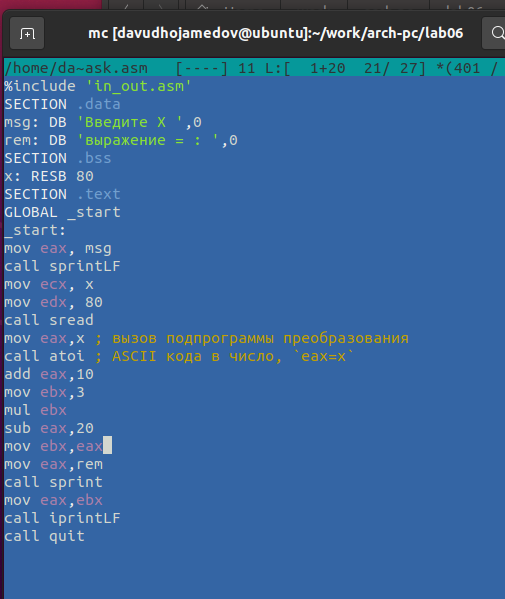 mc [davudhojamedov@ubuntu]:~/work/arch-pc/lab06
/home/da~ask.asm   [----] 11 L:[  1+20  21/ 27] *(401 /
%include 'in_out.asm'
SECTION .data
msg: DB 'Введите X ',0
rem: DB 'выражение = : ',0
SECTION .bss
x: RESB 80
SECTION .text
GLOBAL _start
_start:
mov eax, msg
call sprintLF
mov ecx, x
mov edx, 80
call sread
mov eax,x ; вызов подпрограммы преобразования
call atoi ; ASCII кода в число, `eax=x`
add eax,10
mov ebx,3
mul ebx
sub eax,20
mov ebx,eax
mov eax,rem
call sprint
mov eax,ebx
call iprintLF
call quit